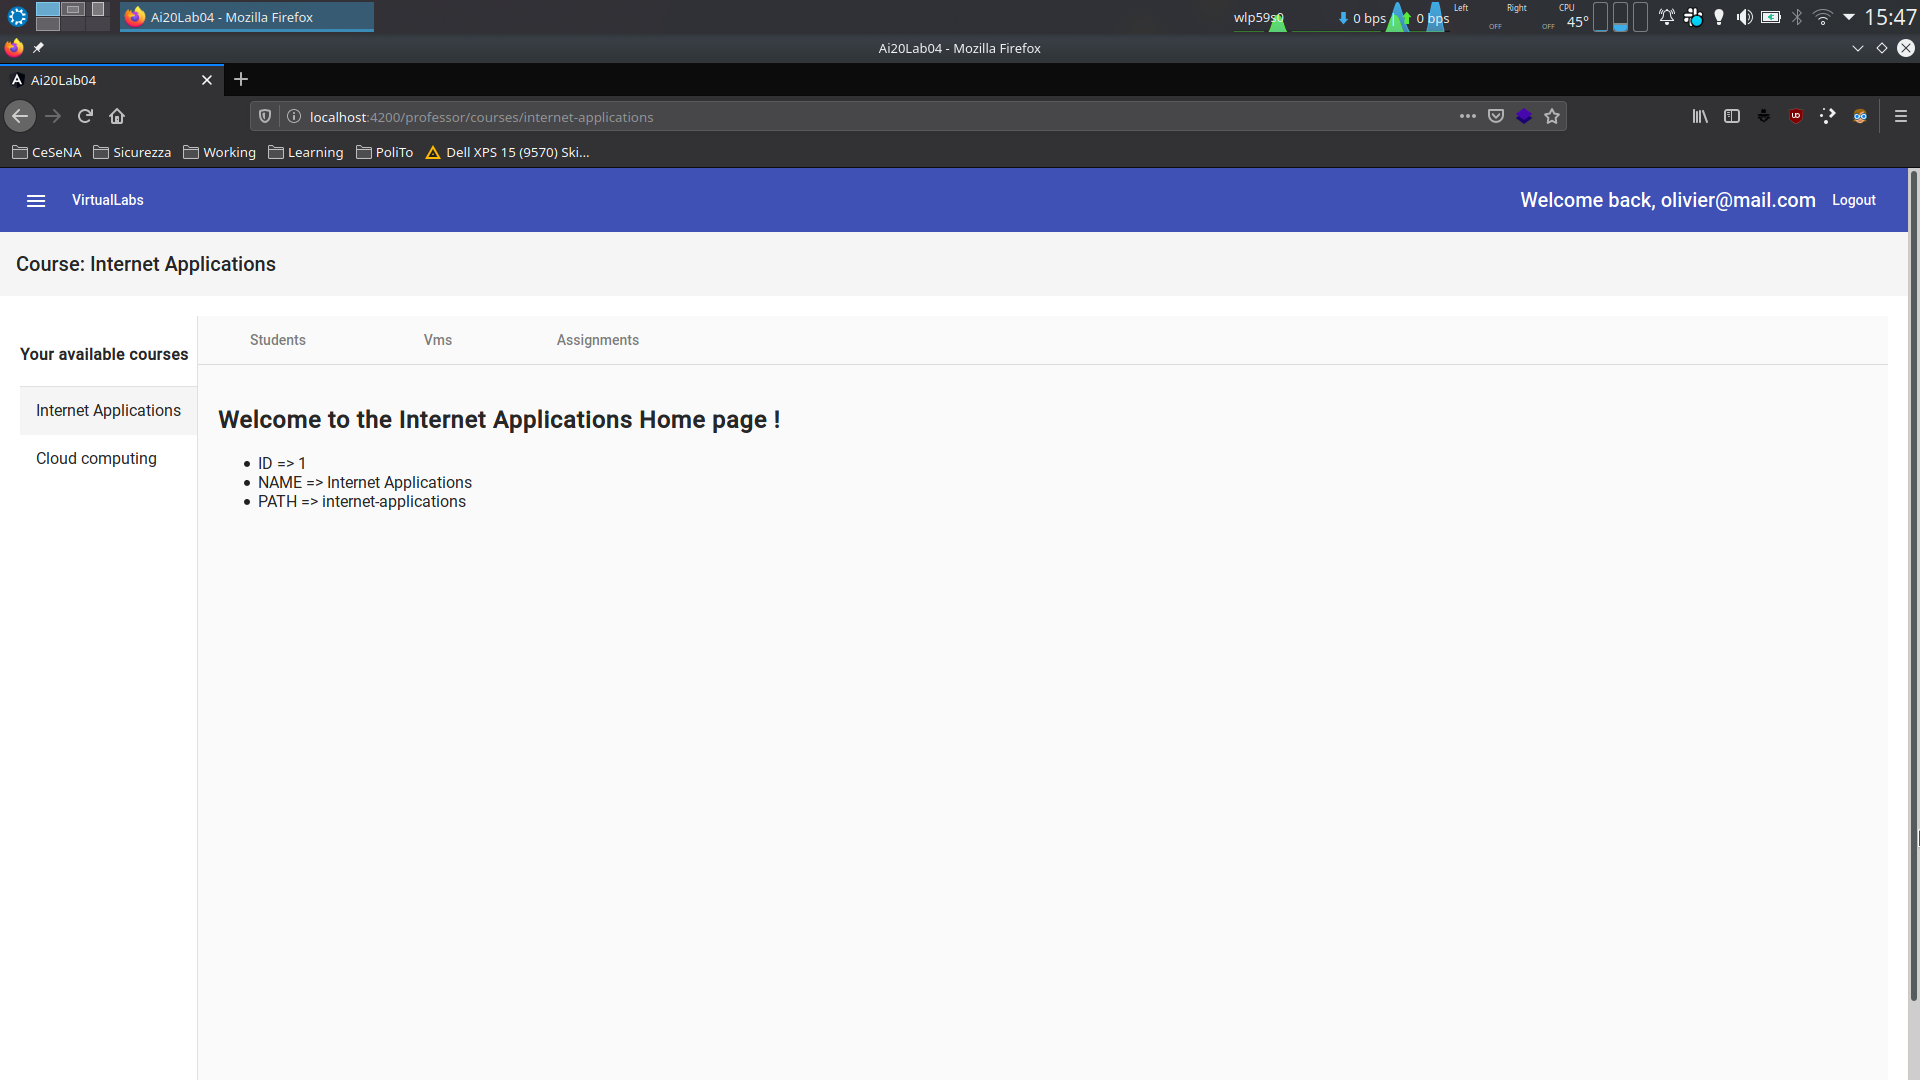 Ai20Lab04 - Mozilla Firefox
wlp59s0
0 bps
0 bps
Left
OFF
Right
OFF
CPU
45°
15:47
Ai20Lab04 - Mozilla Firefox
Ai20Lab04
localhost:4200/professor/courses/internet-applications
CeSeNA
Sicurezza
Working
Learning
PoliTo
Dell XPS 15 (9570) Ski...
VirtualLabs
Welcome back, olivier@mail.com
Logout
Course: Internet Applications
Your available courses
Internet Applications
Cloud computing
Students
Vms
Assignments
Welcome to the Internet Applications Home page !
ID => 1
NAME => Internet Applications
PATH => internet-applications